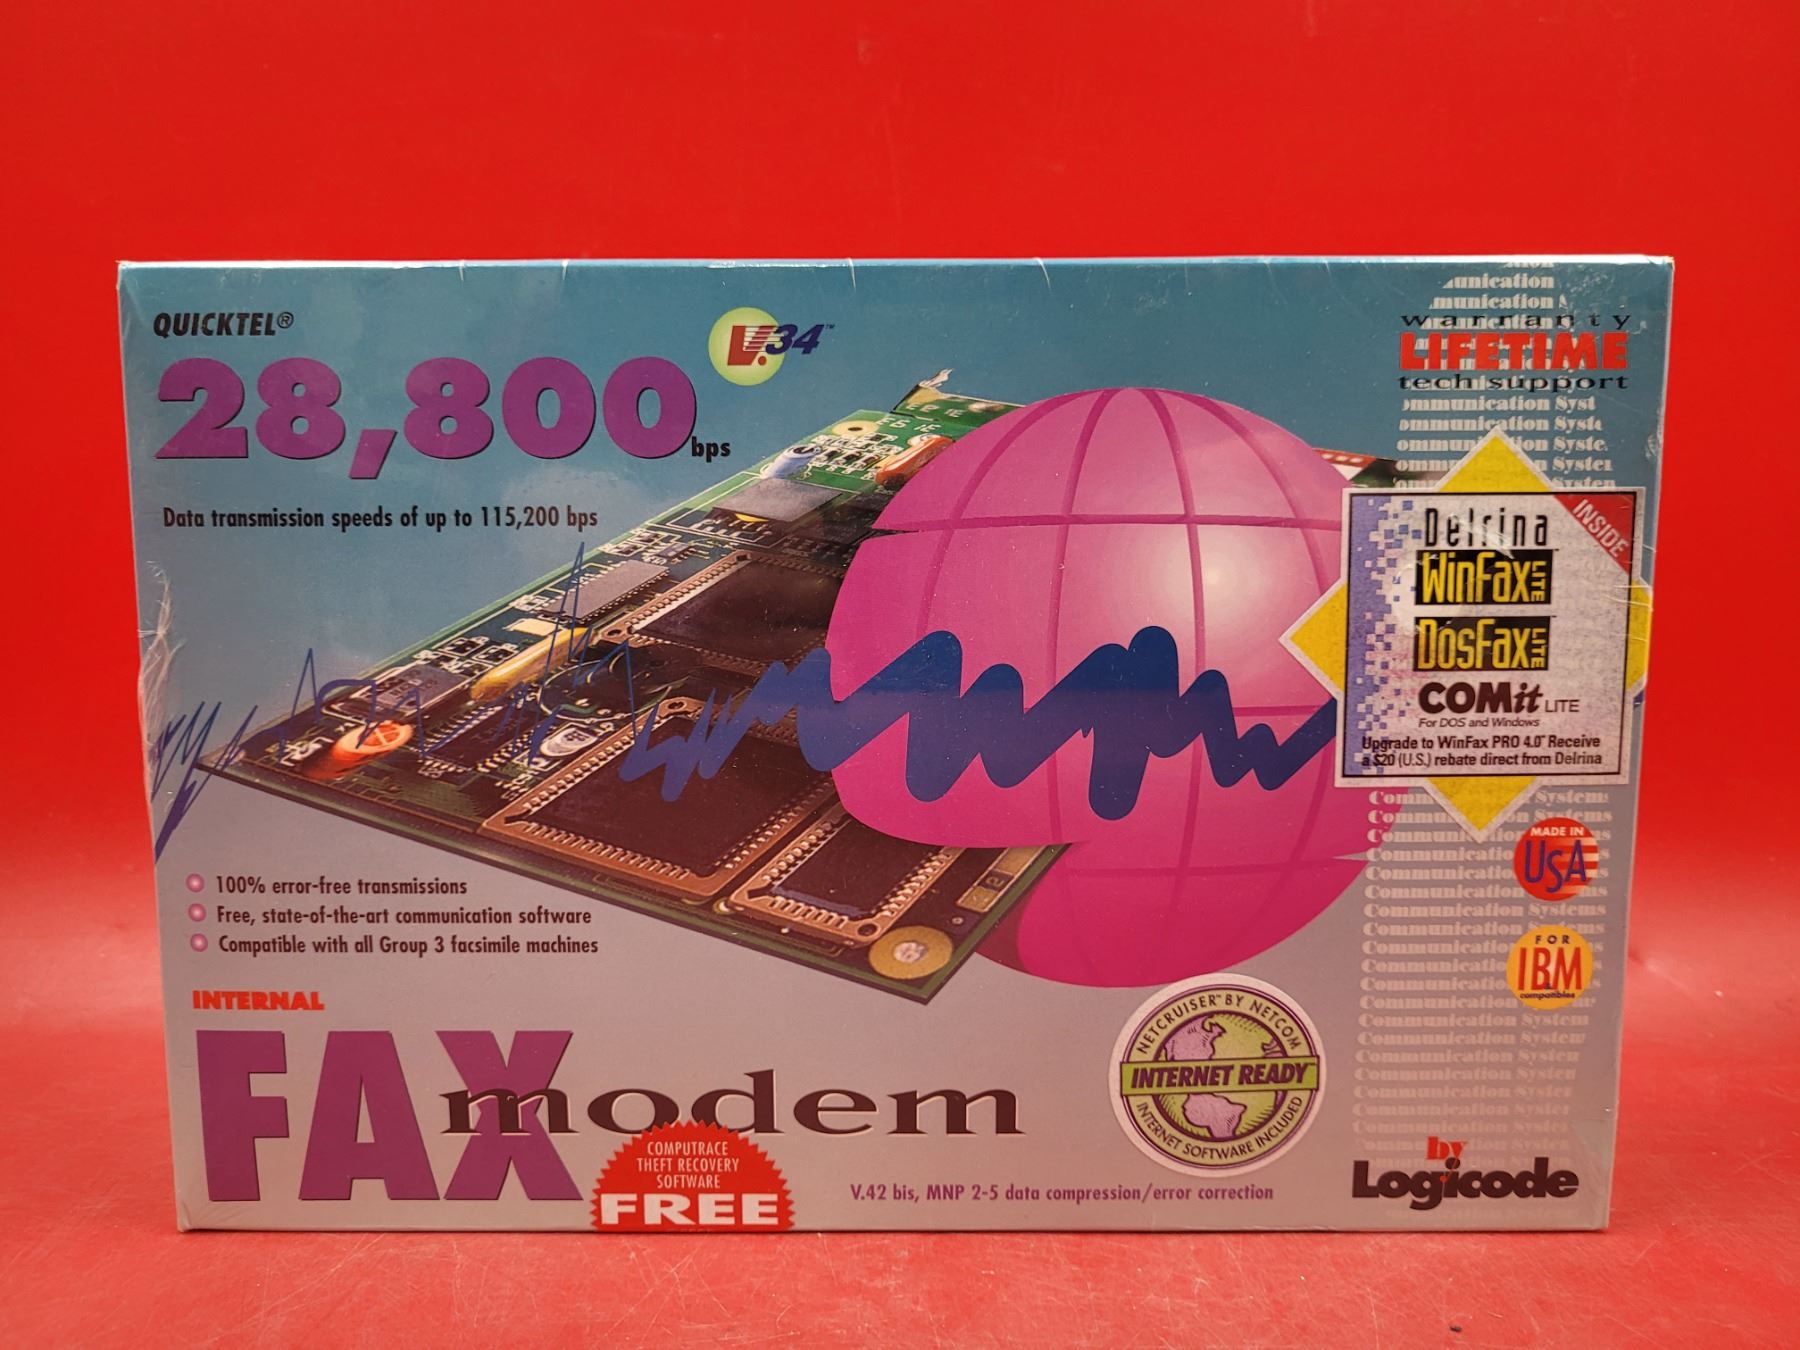 QUICKTEL®
28,800 bps
V.34™
Data transmission speeds of up to 115,200 bps
warranty
LIFETIME
tech support
INSIDE
Delrina
WinFax LITE
DosFax LITE
COMit LITE
For DOS and Windows
Upgrade to WinFax PRO 4.0" Receive
a $20 (U.S.) rebate direct from Delrina
MADE IN
USA
FOR
IBM
compatibles
100% error-free transmissions
Free, state-of-the-art communication software
Compatible with all Group 3 facsimile machines
INTERNAL
FAX modem
COMPUTRACE
THEFT RECOVERY
SOFTWARE
FREE
NETCRUISER™ BY NETCOM
INTERNET READY™
INTERNET SOFTWARE INCLUDED
V.42 bis, MNP 2-5 data compression/error correction
by
Logicode